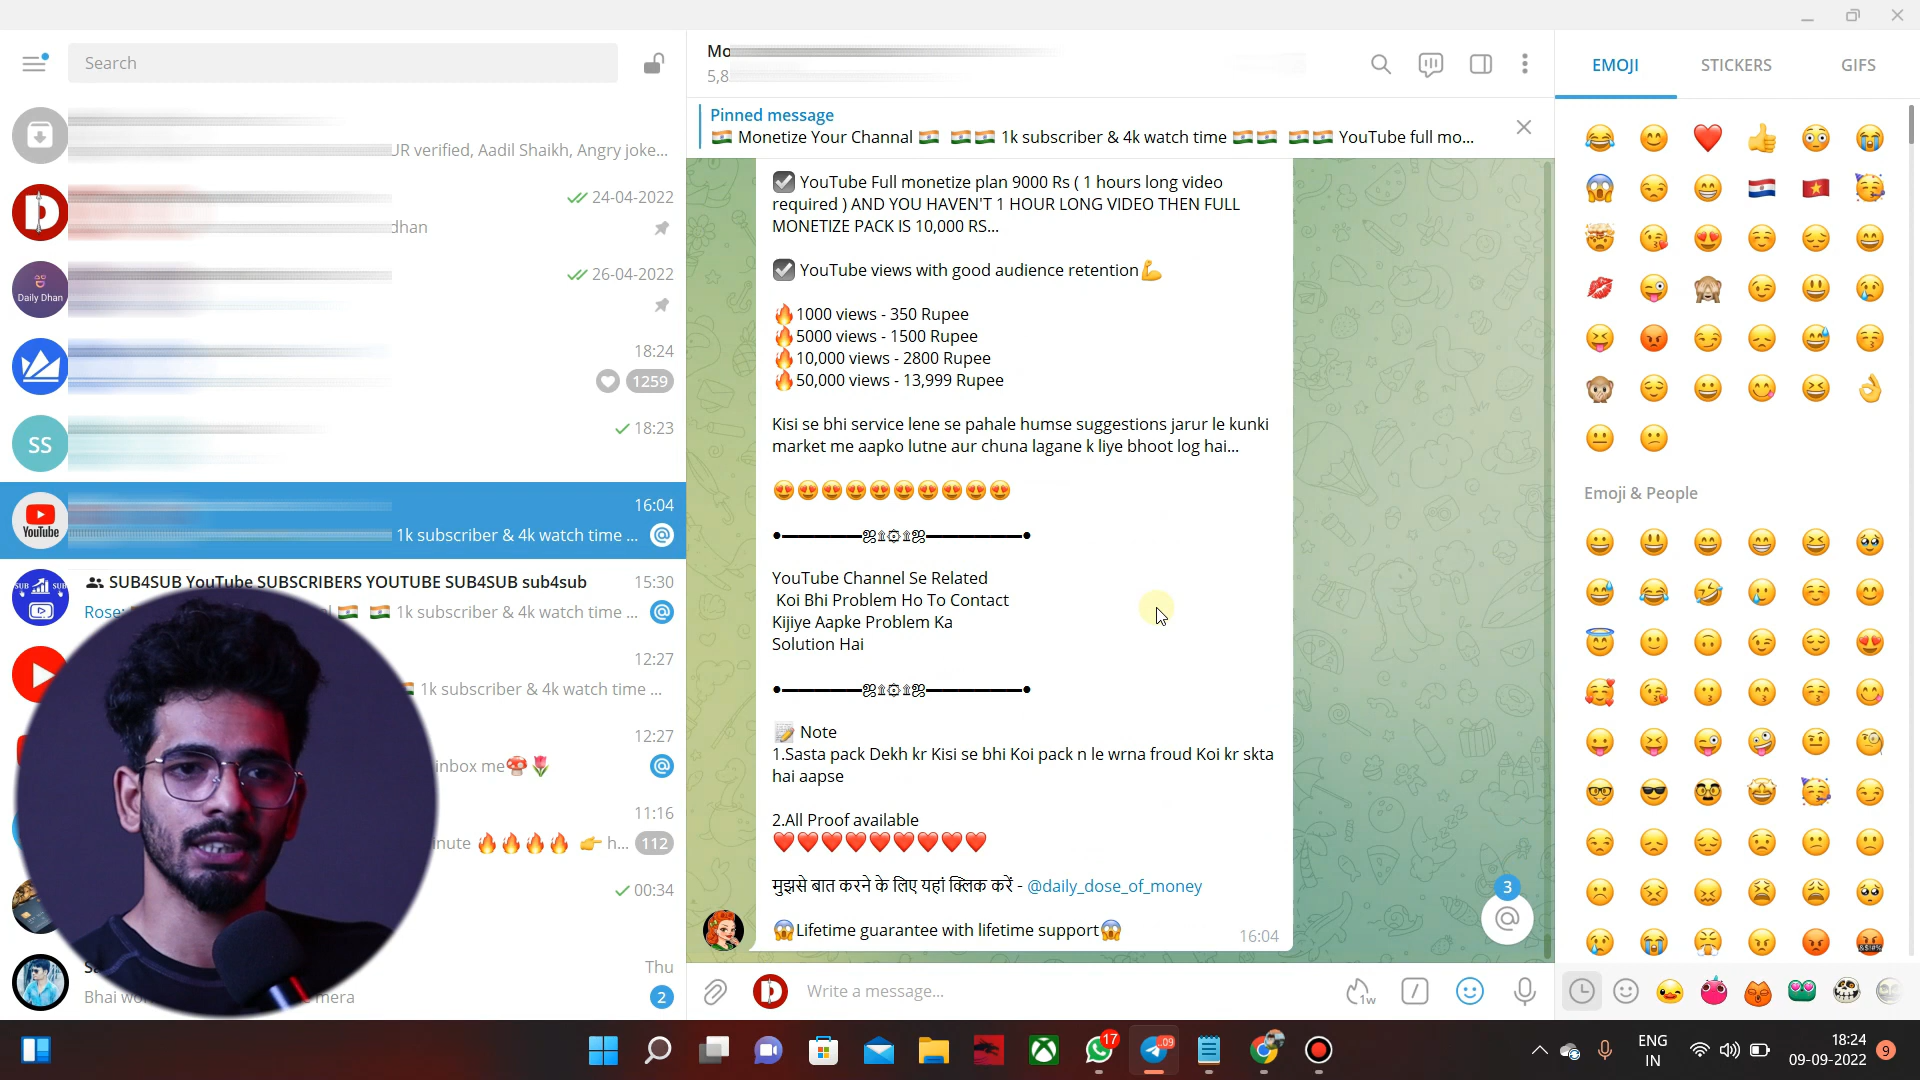 Search
UR verified, Aadil Shaikh, Angry joke...
24-04-2022
dhan
Daily Dhan
26-04-2022
18:24
1259
SS
18:23
YouTube
16:04
1k subscriber & 4k watch time ...
SUB4SUB YouTube SUBSCRIBERS YOUTUBE SUB4SUB sub4sub
15:30
Rose:
🇮🇳 🇮🇳 1k subscriber & 4k watch time ...
12:27
1k subscriber & 4k watch time ...
12:27
inbox me🍄🌷
11:16
🔥🔥🔥🔥 👉 h...
112
00:34
Thu
Bhai
mera
2
Mo
5,8
Pinned message
🇮🇳 Monetize Your Channal 🇮🇳 🇮🇳🇮🇳 1k subscriber & 4k watch time 🇮🇳🇮🇳 🇮🇳🇮🇳 YouTube full mo...
☑️ YouTube Full monetize plan 9000 Rs ( 1 hours long video
required ) AND YOU HAVEN'T 1 HOUR LONG VIDEO THEN FULL
MONETIZE PACK IS 10,000 RS...
☑️ YouTube views with good audience retention💪
🔥1000 views - 350 Rupee
🔥5000 views - 1500 Rupee
🔥10,000 views - 2800 Rupee
🔥50,000 views - 13,999 Rupee
Kisi se bhi service lene se pahale humse suggestions jarur le kunki
market me aapko lutne aur chuna lagane k liye bhoot log hai...
😍😍😍😍😍😍😍😍😍😍
YouTube Channel Se Related
Koi Bhi Problem Ho To Contact
Kijiye Aapke Problem Ka
Solution Hai
📝 Note
1.Sasta pack Dekh kr Kisi se bhi Koi pack n le wrna froud Koi kr skta
hai aapse
2.All Proof available
❤️❤️❤️❤️❤️❤️❤️❤️❤️
मुझसे बात करने के लिए यहां क्लिक करें - @daily_dose_of_money
😱Lifetime guarantee with lifetime support😱
16:04
3
Write a message...
1w
EMOJI
STICKERS
GIFS
Emoji & People
17
09
ENG
IN
18:24
09-09-2022
9